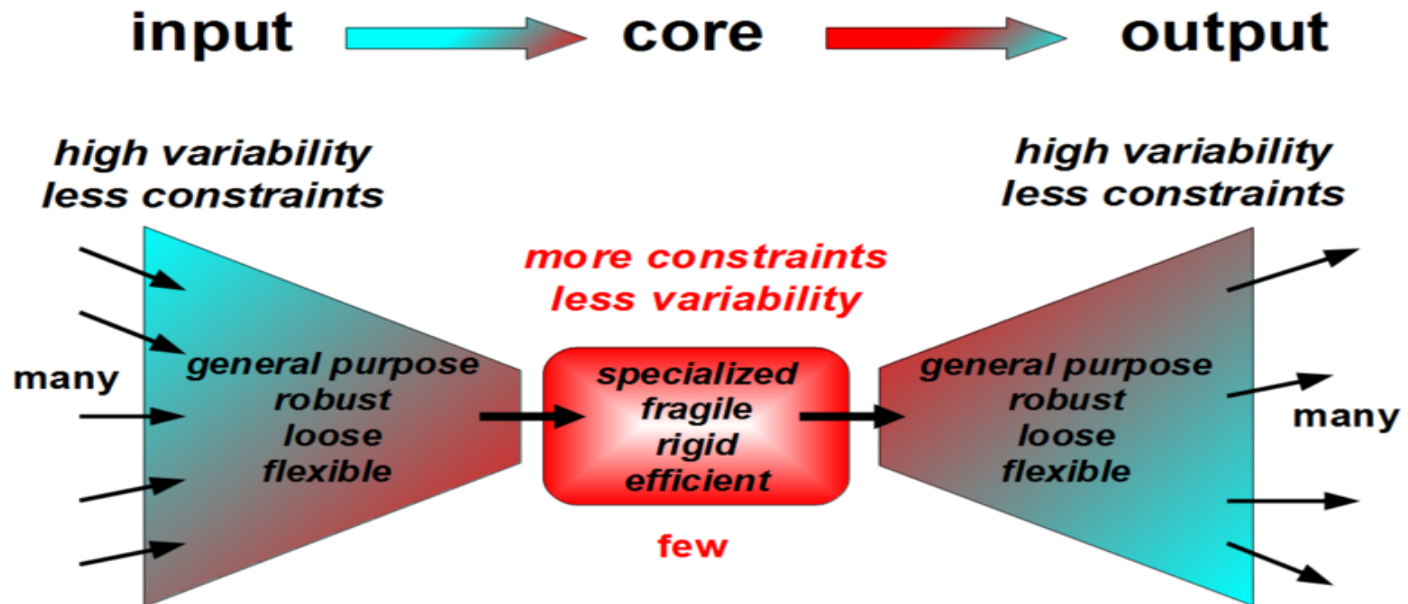 input core output
high variability
less constraints
high variability
less constraints
more constraints
less variability
many
general purpose
robust
loose
flexible
specialized
fragile
rigid
efficient
few
general purpose
robust
loose
flexible
many